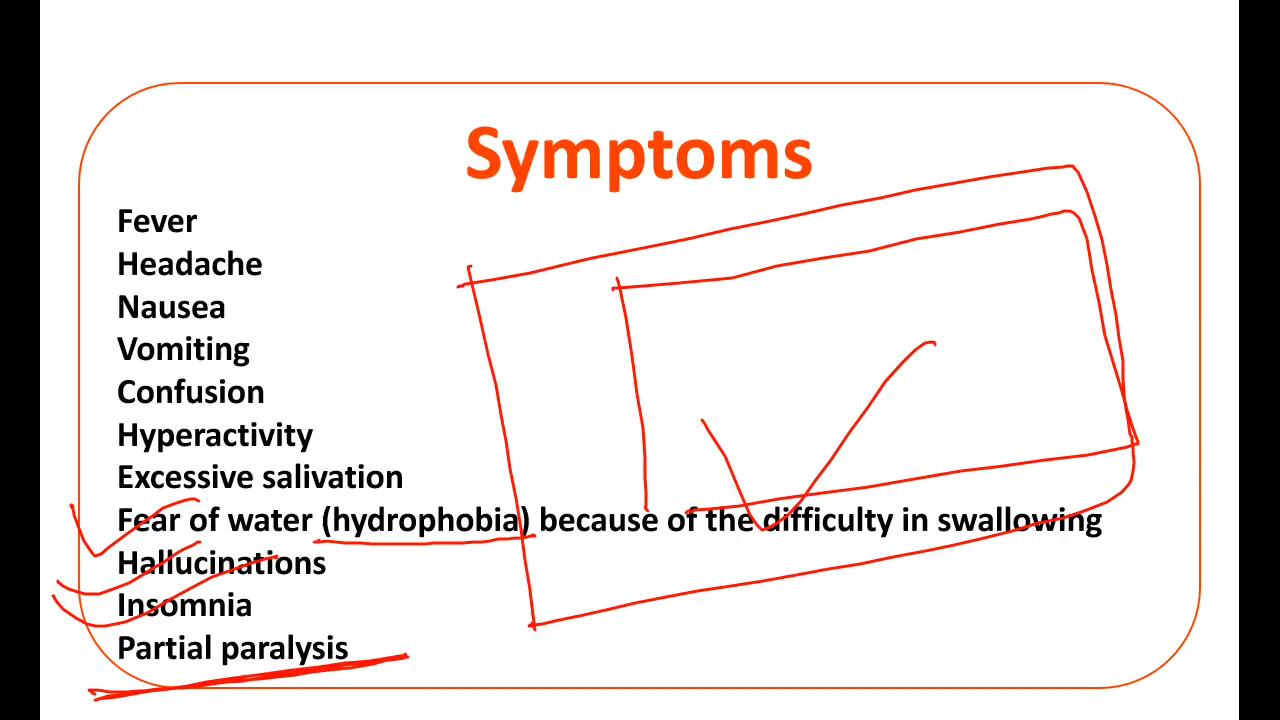 Symptoms
Fever
Headache
Nausea
Vomiting
Confusion
Hyperactivity
Excessive salivation
Fear of water (hydrophobia) because of the difficulty in swallowing
Hallucinations
Insomnia
Partial paralysis